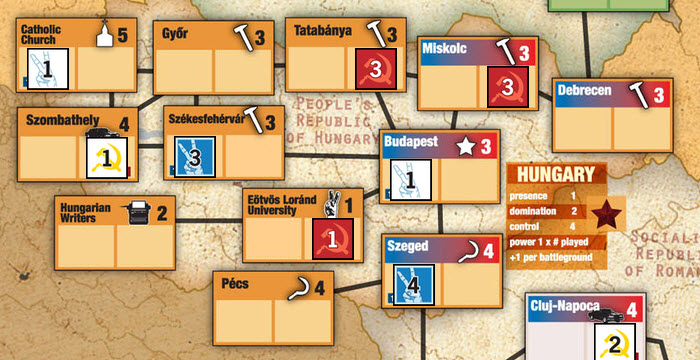 Catholic
Church
5
1
Győr
3
Tatabánya
3
3
Miskolc
3
3
Debrecen
3
Szombathely
4
1
Székesfehérvár
3
3
PEOPLE'S
REPUBLIC
OF HUNGARY
Budapest
3
1
HUNGARY
presence 1
domination 2
control 4
power 1 x # played
+1 per battleground
Hungarian
Writers
2
Eötvös Loránd
University
1
1
Szeged
4
4
SOCIALI
REPUBL
OF ROMA
Pécs
4
Cluj-Napoca
4
2